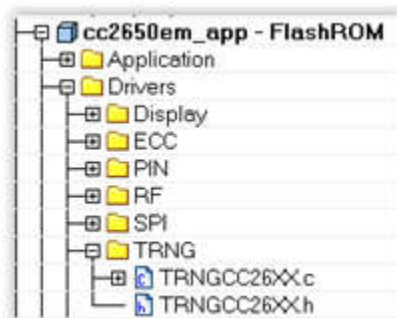 cc2650em_app - FlashROM
Application
Drivers
Display
ECC
PIN
RF
SPI
TRNG
TRNGCC26XX.c
TRNGCC26XX.h